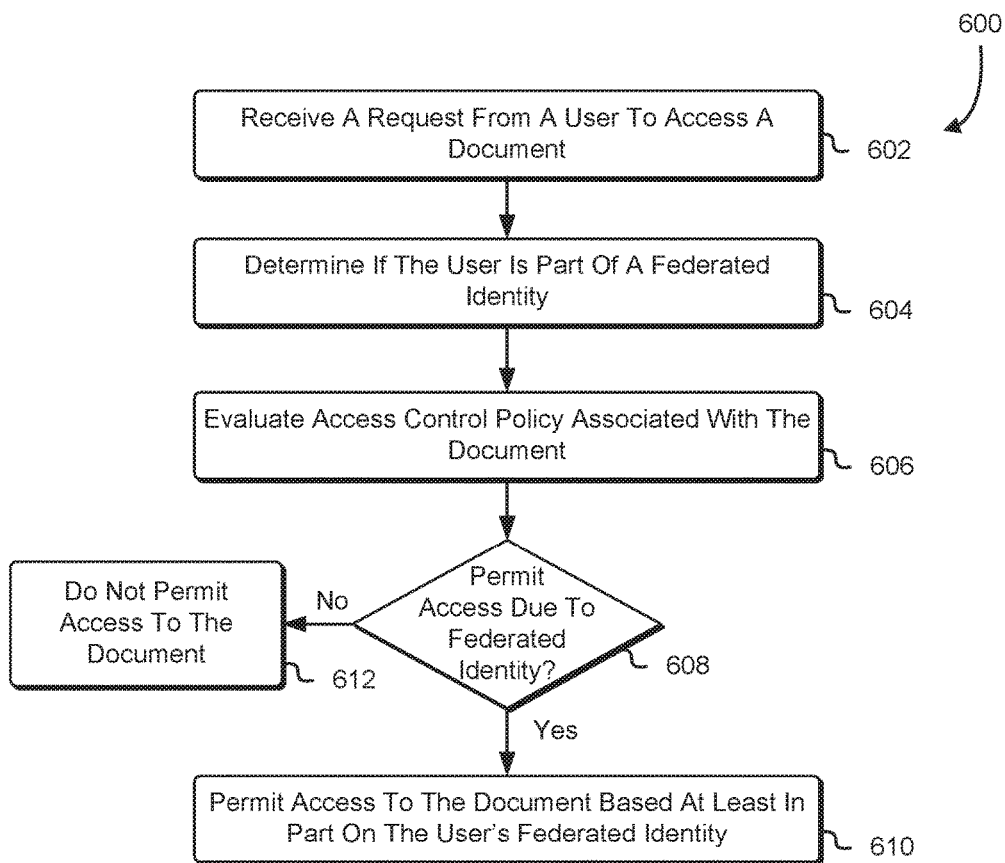 600
Receive A Request From A User To Access A
Document
602
Determine If The User Is Part Of A Federated
Identity
604
Evaluate Access Control Policy Associated With The
Document
606
Permit
Access Due To
Federated
Identity?
608
No
Do Not Permit
Access To The
Document
612
Yes
Permit Access To The Document Based At Least In
Part On The User's Federated Identity
610